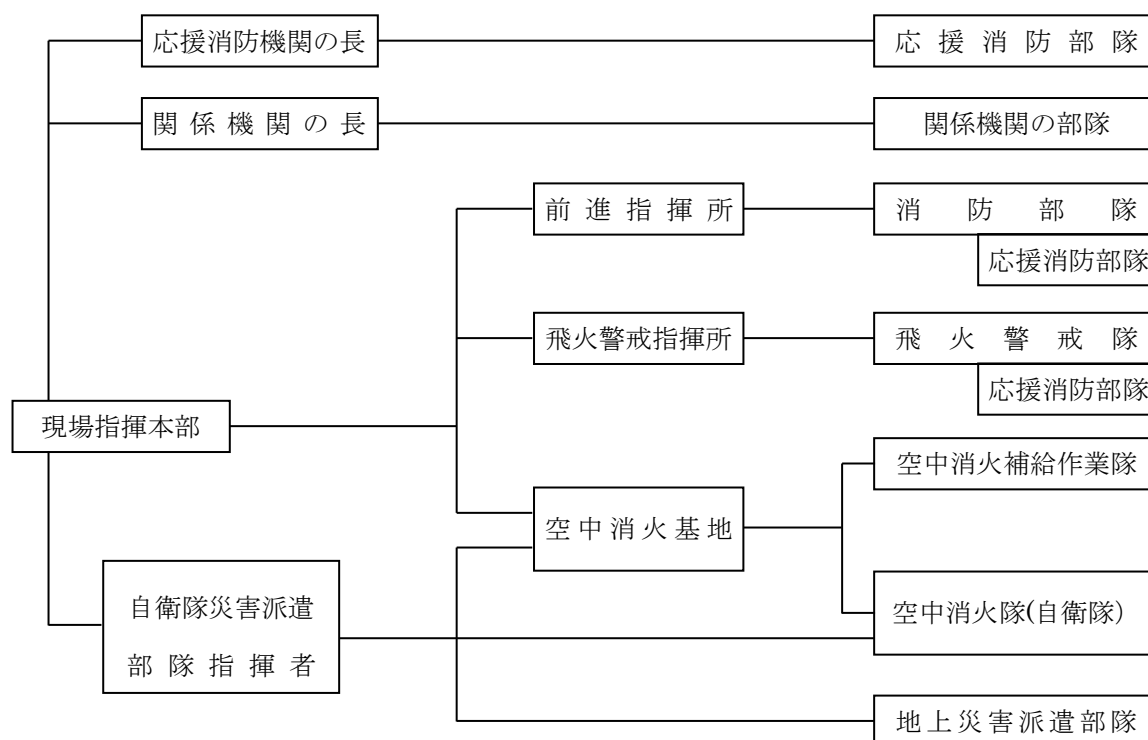 応援消防機関の長
応援消防部隊
関係機関の長
関係機関の部隊
前進指揮所
消防部隊
応援消防部隊
飛火警戒指揮所
飛火警戒隊
応援消防部隊
現場指揮本部
空中消火補給作業隊
空中消火基地
自衛隊災害派遣
部隊指揮者
空中消火隊(自衛隊)
地上災害派遣部隊